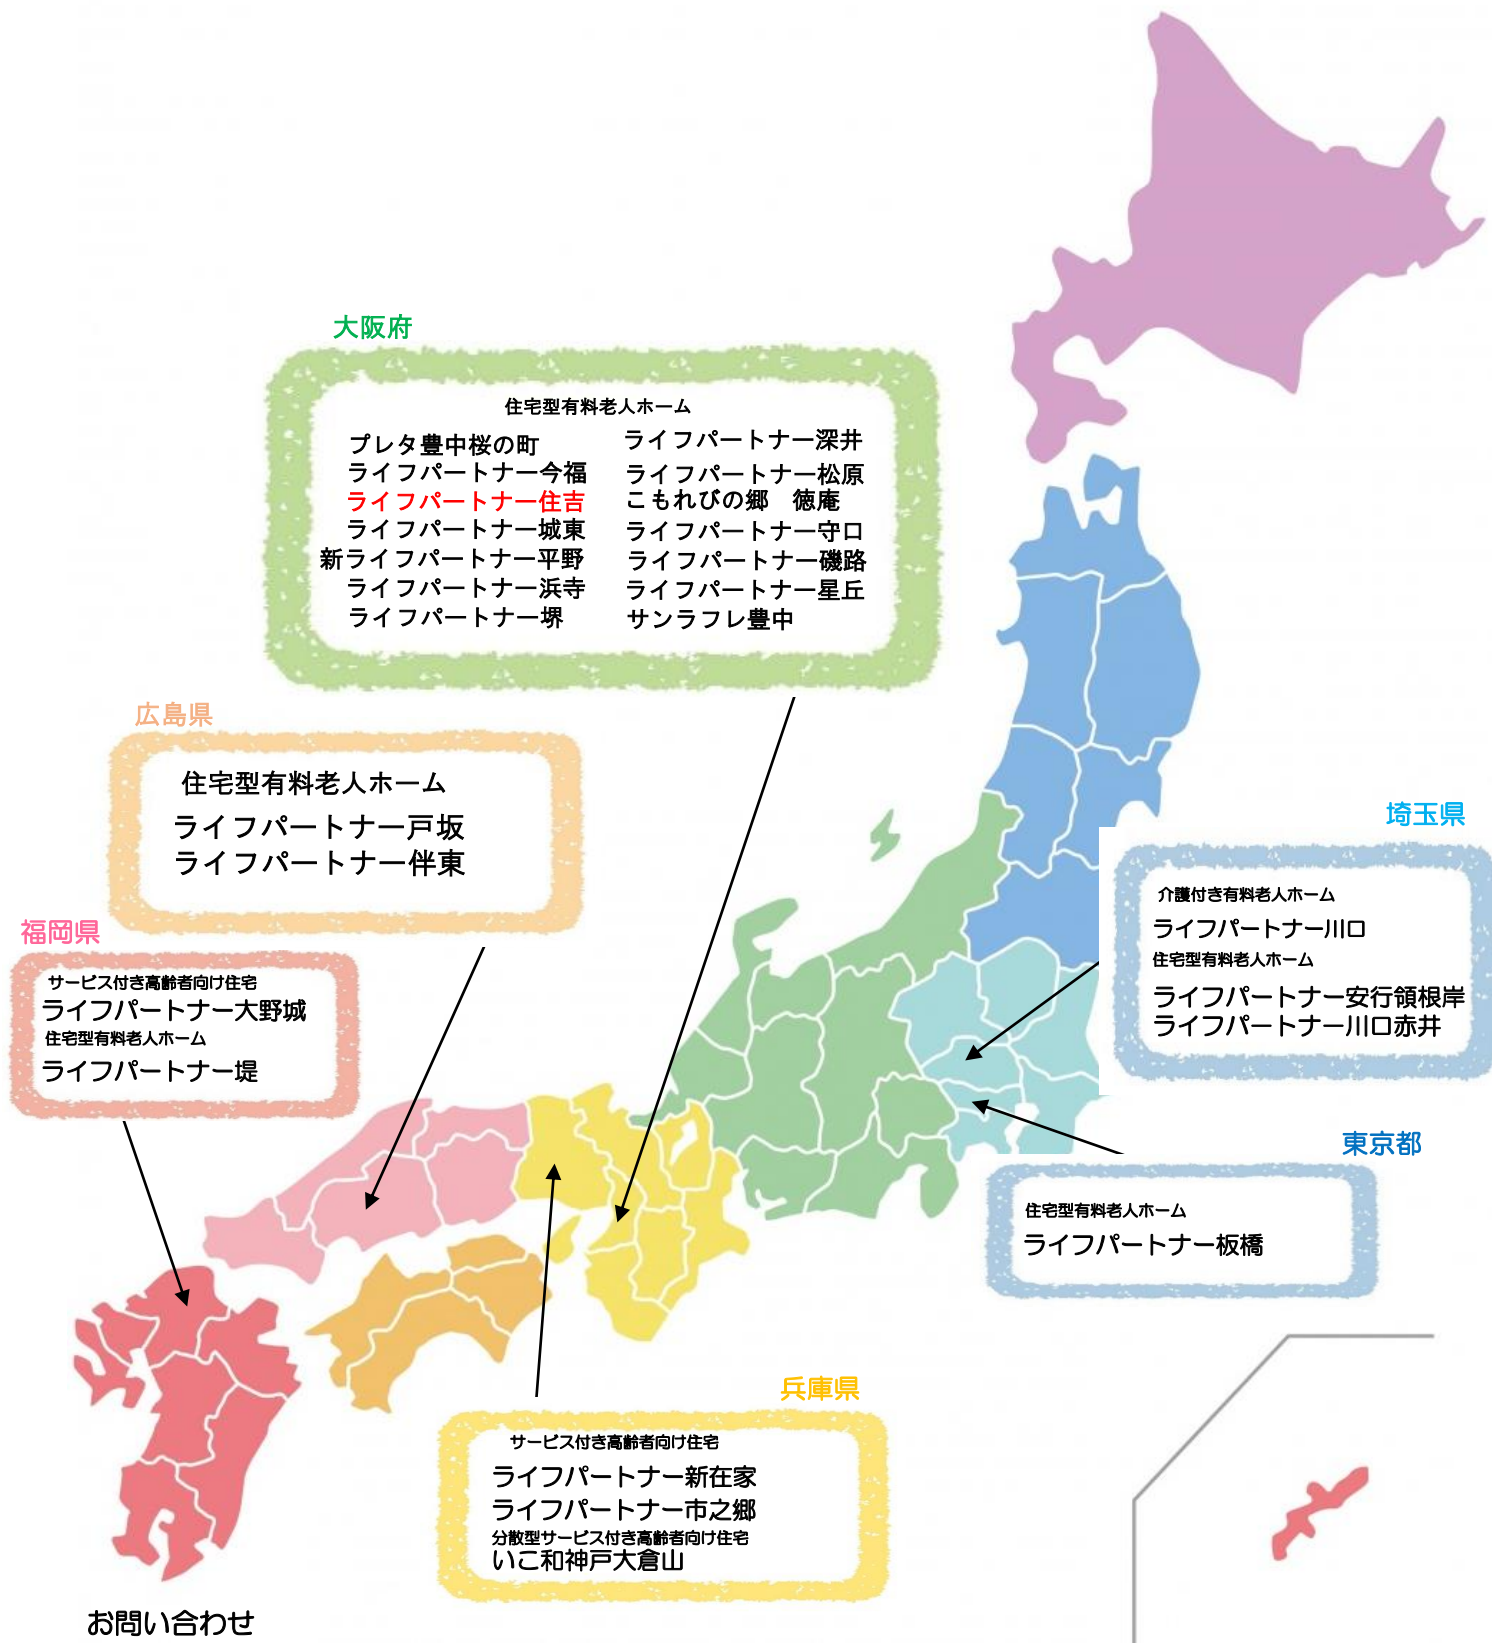 大阪府
住宅型有料老人ホーム
プレタ豊中桜の町
ライフパートナー今福
ライフパートナー住吉
ライフパートナー城東
新ライフパートナー平野
ライフパートナー浜寺
ライフパートナー堺
ライフパートナー深井
ライフパートナー松原
こもれびの郷　徳庵
ライフパートナー守口
ライフパートナー磯路
ライフパートナー星丘
サンラフレ豊中
広島県
住宅型有料老人ホーム
ライフパートナー戸坂
ライフパートナー伴東
埼玉県
介護付き有料老人ホーム
ライフパートナー川口
住宅型有料老人ホーム
ライフパートナー安行領根岸
ライフパートナー川口赤井
福岡県
サービス付き高齢者向け住宅
ライフパートナー大野城
住宅型有料老人ホーム
ライフパートナー堤
東京都
住宅型有料老人ホーム
ライフパートナー板橋
兵庫県
サービス付き高齢者向け住宅
ライフパートナー新在家
ライフパートナー市之郷
分散型サービス付き高齢者向け住宅
いこ和神戸大倉山
お問い合わせ